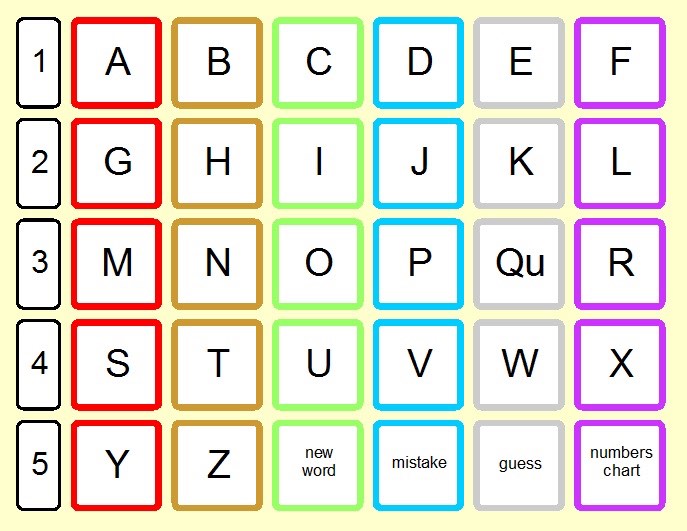 1 A B C D E F
2 G H I J K L
3 M N O P Qu R
4 S T U V W X
5 Y Z new word mistake guess numbers chart